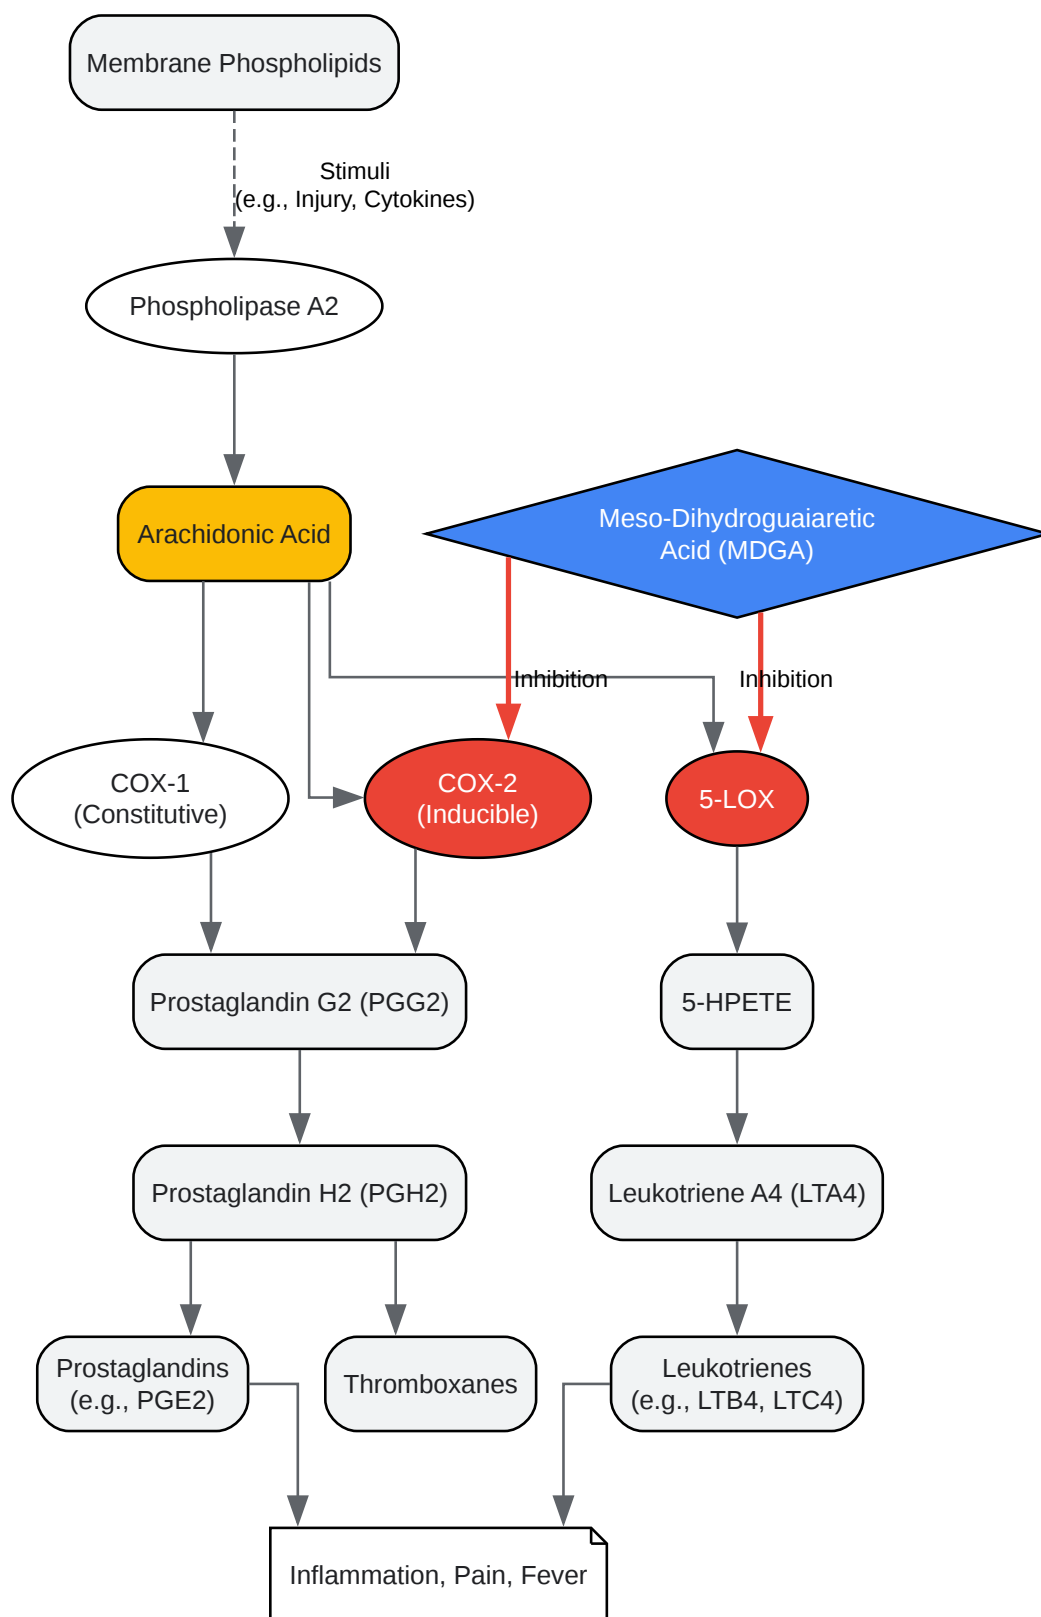 Membrane Phospholipids
Stimuli
(e.g., Injury, Cytokines)
Phospholipase A2
Arachidonic Acid
Meso-Dihydroguaiaretic
Acid (MDGA)
Inhibition
Inhibition
COX-1
(Constitutive)
COX-2
(Inducible)
5-LOX
Prostaglandin G2 (PGG2)
5-HPETE
Prostaglandin H2 (PGH2)
Leukotriene A4 (LTA4)
Prostaglandins
(e.g., PGE2)
Thromboxanes
Leukotrienes
(e.g., LTB4, LTC4)
Inflammation, Pain, Fever